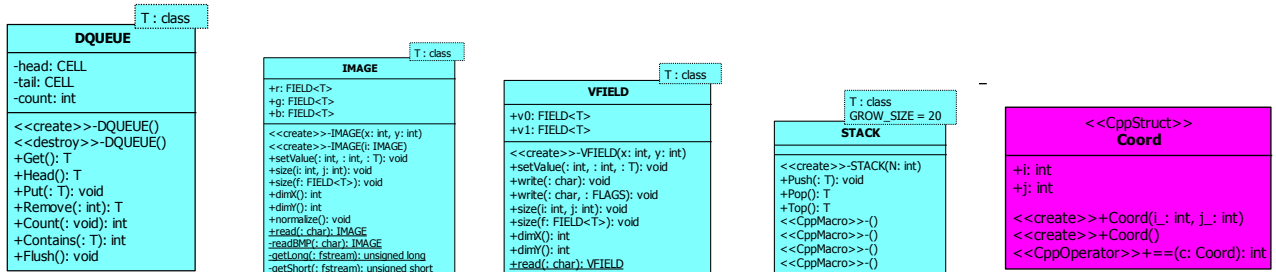 T : class
DQUEUE
-head: CELL
-tail: CELL
-count: int
<<create>>-DQUEUE()
<<destroy>>-DQUEUE()
+Get(): T
+Head(): T
+Put(: T): void
+Remove(: int): T
+Count(: void): int
+Contains(: T): int
+Flush(): void
T : class
IMAGE
+r: FIELD<T>
+g: FIELD<T>
+b: FIELD<T>
<<create>>-IMAGE(x: int, y: int)
<<create>>-IMAGE(i: IMAGE)
+setValue(: int, : int, : T): void
+size(i: int, j: int): void
+size(f: FIELD<T>): void
+dimX(): int
+dimY(): int
+normalize(): void
+read(: char): IMAGE
-readBMP(: char): IMAGE
-getLong(: fstream): unsigned long
-getShort(: fstream): unsigned short
T : class
VFIELD
+v0: FIELD<T>
+v1: FIELD<T>
<<create>>-VFIELD(x: int, y: int)
+setValue(: int, : int, : T): void
+write(: char): void
+write(: char, : FLAGS): void
+size(i: int, j: int): void
+size(f: FIELD<T>): void
+dimX(): int
+dimY(): int
+read(: char): VFIELD
T : class
GROW_SIZE = 20
STACK
<<create>>-STACK(N: int)
+Push(: T): void
+Pop(): T
+Top(): T
<<CppMacro>>-()
<<CppMacro>>-()
<<CppMacro>>-()
<<CppMacro>>-()
<<CppStruct>>
Coord
+i: int
+j: int
<<create>>+Coord(i_: int, j_: int)
<<create>>+Coord()
<<CppOperator>>+==(c: Coord): int